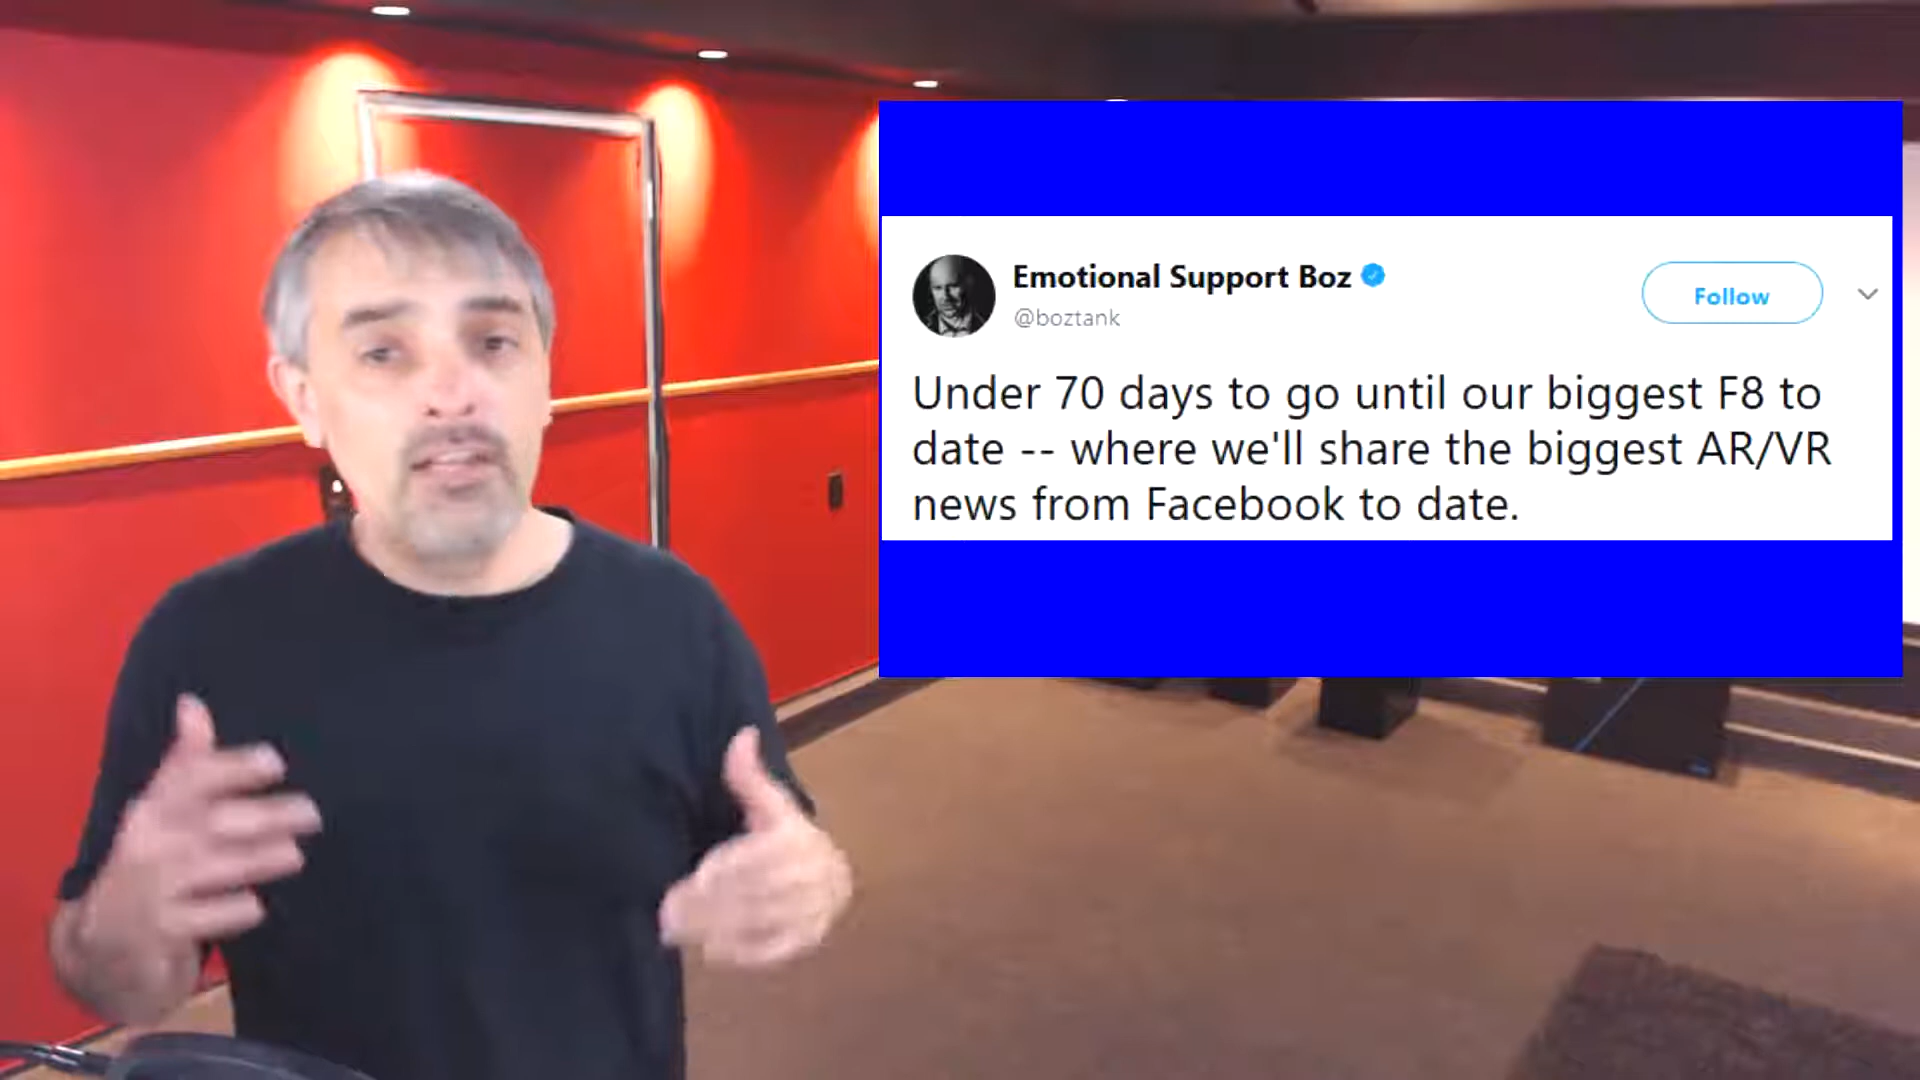 Emotional Support Boz
@boztank
Follow
Under 70 days to go until our biggest F8 to
date -- where we'll share the biggest AR/VR
news from Facebook to date.